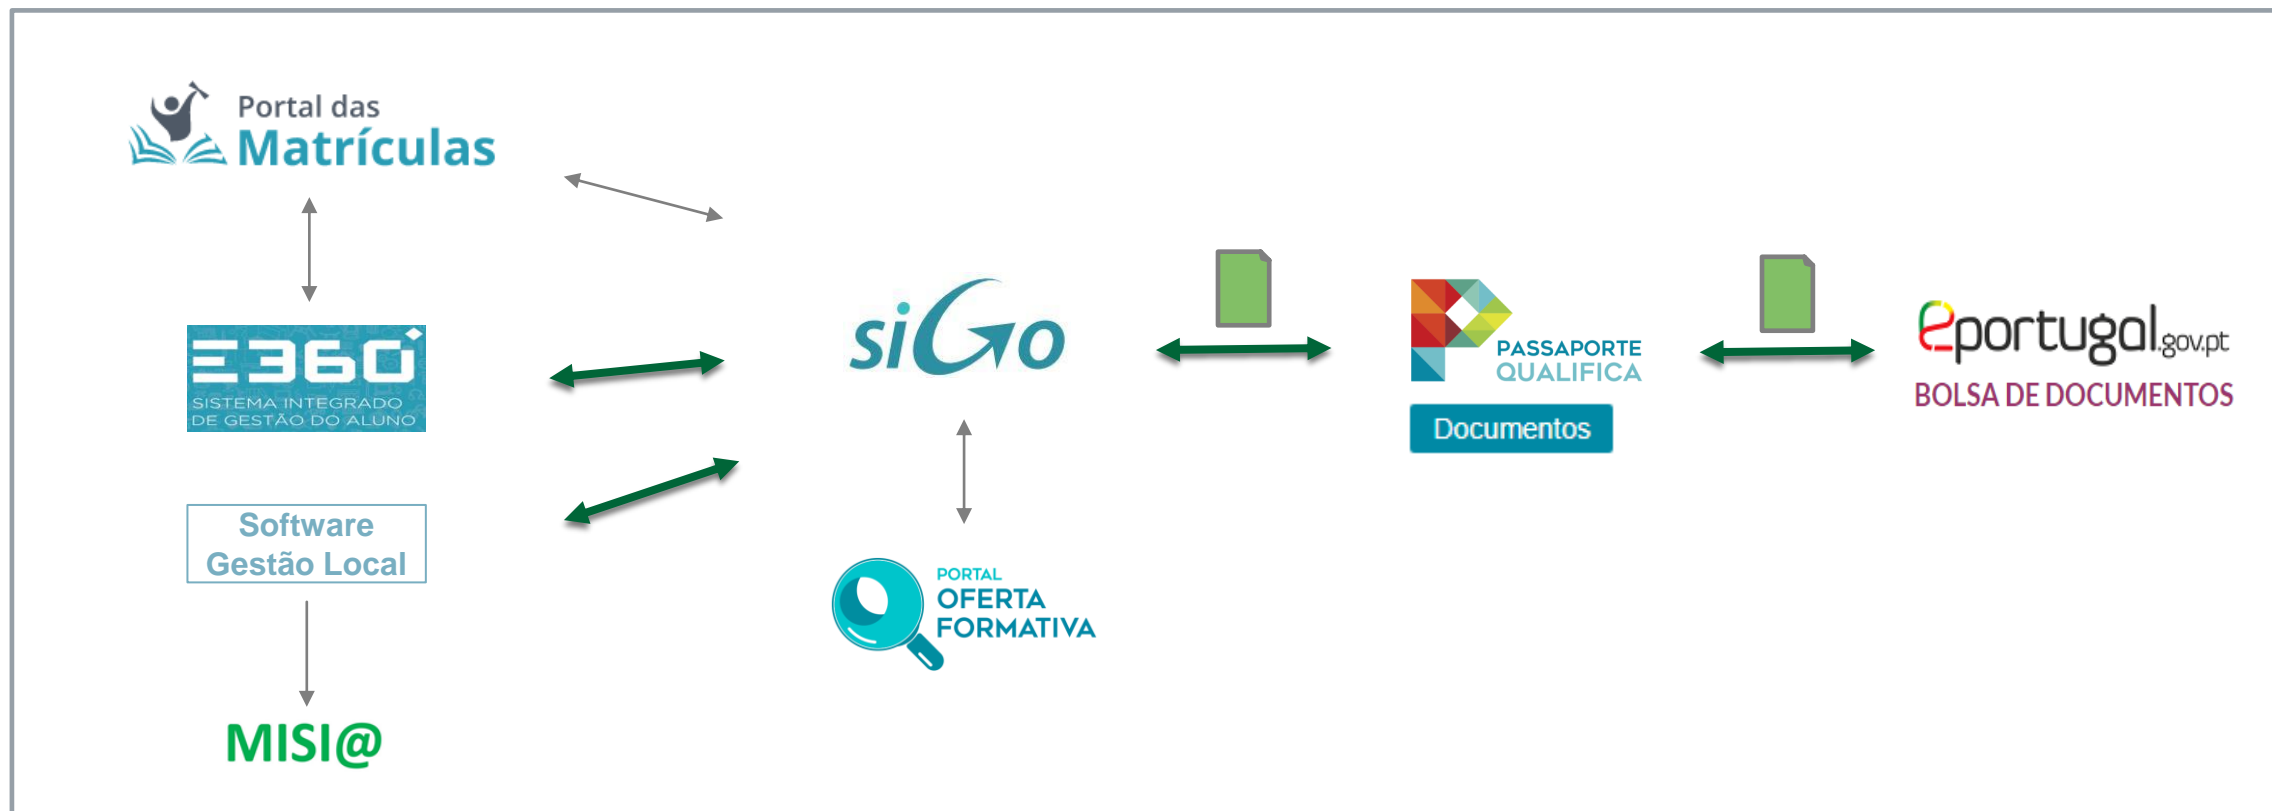 Portal das
Matrículas
E360°
SISTEMA INTEGRADO
DE GESTÃO DO ALUNO
Software
Gestão Local
MISI@
siGo
PORTAL
OFERTA
FORMATIVA
PASSAPORTE
QUALIFICA
Documentos
eportugal.gov.pt
BOLSA DE DOCUMENTOS